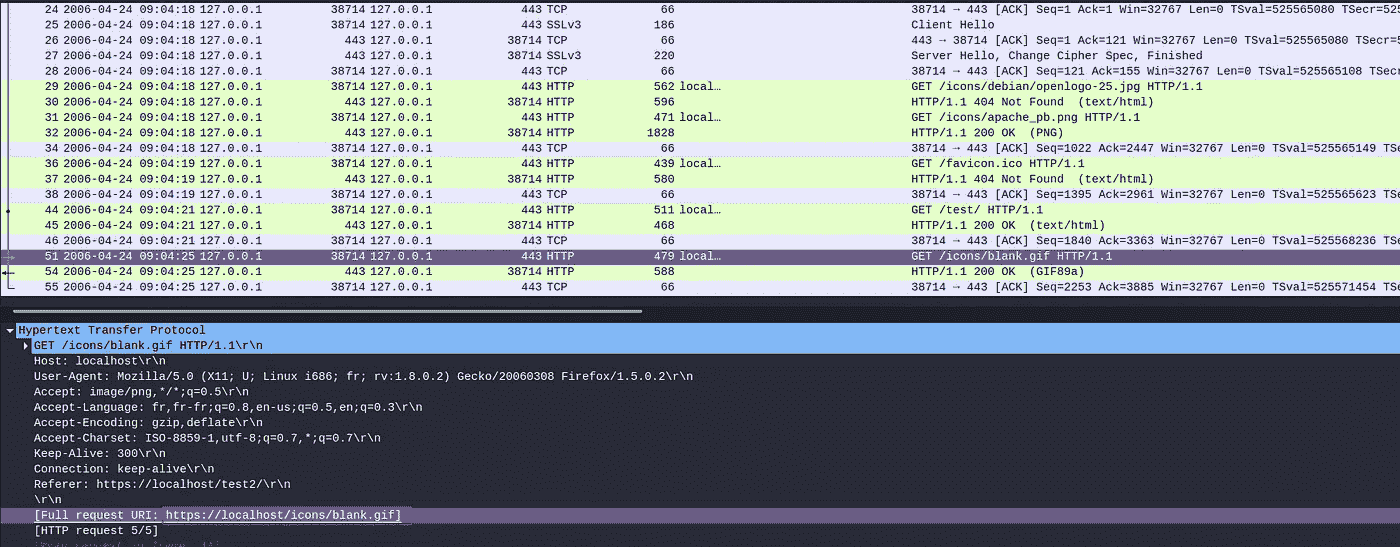 24 2006-04-24 09:04:18 127.0.0.1 38714 127.0.0.1 443 TCP 66 38714 → 443 [ACK] Seq=1 Ack=1 Win=32767 Len=0 TSval=525565080 TSecr=525
25 2006-04-24 09:04:18 127.0.0.1 38714 127.0.0.1 443 SSLv3 186 Client Hello
26 2006-04-24 09:04:18 127.0.0.1 443 127.0.0.1 38714 TCP 66 443 → 38714 [ACK] Seq=1 Ack=121 Win=32767 Len=0 TSval=525565080 TSecr=5
27 2006-04-24 09:04:18 127.0.0.1 443 127.0.0.1 38714 SSLv3 220 Server Hello, Change Cipher Spec, Finished
28 2006-04-24 09:04:18 127.0.0.1 38714 127.0.0.1 443 TCP 66 38714 → 443 [ACK] Seq=121 Ack=155 Win=32767 Len=0 TSval=525565108 TSec
29 2006-04-24 09:04:18 127.0.0.1 38714 127.0.0.1 443 HTTP 562 local… GET /icons/debian/openlogo-25.jpg HTTP/1.1
30 2006-04-24 09:04:18 127.0.0.1 443 127.0.0.1 38714 HTTP 596 HTTP/1.1 404 Not Found (text/html)
31 2006-04-24 09:04:18 127.0.0.1 38714 127.0.0.1 443 HTTP 471 local… GET /icons/apache_pb.png HTTP/1.1
32 2006-04-24 09:04:18 127.0.0.1 443 127.0.0.1 38714 HTTP 1828 HTTP/1.1 200 OK (PNG)
34 2006-04-24 09:04:18 127.0.0.1 38714 127.0.0.1 443 TCP 66 38714 → 443 [ACK] Seq=1022 Ack=2447 Win=32767 Len=0 TSval=525565149 TSe
36 2006-04-24 09:04:19 127.0.0.1 38714 127.0.0.1 443 HTTP 439 local… GET /favicon.ico HTTP/1.1
37 2006-04-24 09:04:19 127.0.0.1 443 127.0.0.1 38714 HTTP 580 HTTP/1.1 404 Not Found (text/html)
38 2006-04-24 09:04:19 127.0.0.1 38714 127.0.0.1 443 TCP 66 38714 → 443 [ACK] Seq=1395 Ack=2961 Win=32767 Len=0 TSval=525565623 TSe
44 2006-04-24 09:04:21 127.0.0.1 38714 127.0.0.1 443 HTTP 511 local… GET /test/ HTTP/1.1
45 2006-04-24 09:04:21 127.0.0.1 443 127.0.0.1 38714 HTTP 468 HTTP/1.1 200 OK (text/html)
46 2006-04-24 09:04:21 127.0.0.1 38714 127.0.0.1 443 TCP 66 38714 → 443 [ACK] Seq=1840 Ack=3363 Win=32767 Len=0 TSval=525568236 TSe
51 2006-04-24 09:04:25 127.0.0.1 38714 127.0.0.1 443 HTTP 479 local… GET /icons/blank.gif HTTP/1.1
54 2006-04-24 09:04:25 127.0.0.1 443 127.0.0.1 38714 HTTP 588 HTTP/1.1 200 OK (GIF89a)
55 2006-04-24 09:04:25 127.0.0.1 38714 127.0.0.1 443 TCP 66 38714 → 443 [ACK] Seq=2253 Ack=3885 Win=32767 Len=0 TSval=525571454 TSe
Hypertext Transfer Protocol
GET /icons/blank.gif HTTP/1.1\r\n
Host: localhost\r\n
User-Agent: Mozilla/5.0 (X11; U; Linux i686; fr; rv:1.8.0.2) Gecko/20060308 Firefox/1.5.0.2\r\n
Accept: image/png,*/*;q=0.5\r\n
Accept-Language: fr,fr-fr;q=0.8,en-us;q=0.5,en;q=0.3\r\n
Accept-Encoding: gzip,deflate\r\n
Accept-Charset: ISO-8859-1,utf-8;q=0.7,*;q=0.7\r\n
Keep-Alive: 300\r\n
Connection: keep-alive\r\n
Referer: https://localhost/test2/\r\n
\r\n
[Full request URI: https://localhost/icons/blank.gif]
[HTTP request 5/5]